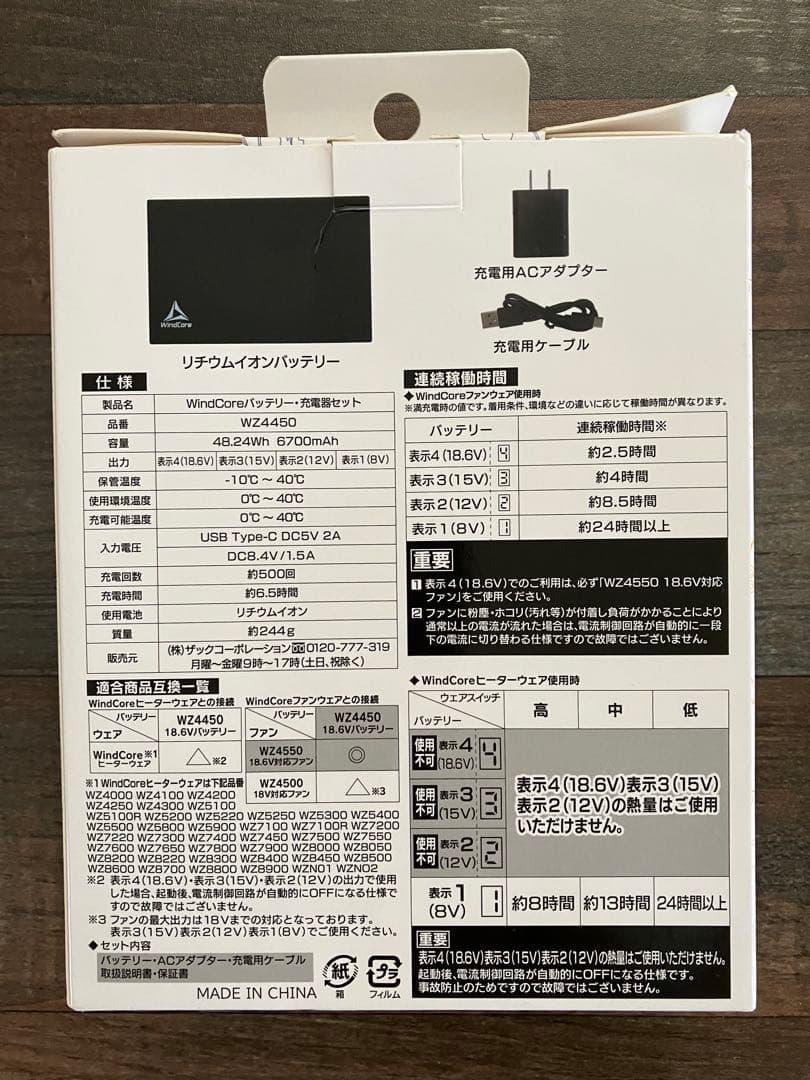 WindCore
リチウムイオンバッテリー
充電用ACアダプター
充電用ケーブル
仕様
製品名 WindCoreバッテリー・充電器セット
品番 WZ4450
容量 48.24Wh 6700mAh
出力 表示4(18.6V) 表示3(15V) 表示2(12V) 表示1(8V)
保管温度 -10℃ ～ 40℃
使用環境温度 0℃ ～ 40℃
充電可能温度 0℃ ～ 40℃
入力電圧 USB Type-C DC5V 2A
DC8.4V/1.5A
充電回数 約500回
充電時間 約6.5時間
使用電池 リチウムイオン
質量 約244g
販売元 (株)ザックコーポレーション 0120-777-319
月曜～金曜9時～17時(土日、祝除く)
適合商品互換一覧
WindCoreヒーターウェアとの接続
バッテリー WZ4450
ウェア 18.6Vバッテリー
WindCore※1
ヒーターウェア △※2
WindCoreファンウェアとの接続
バッテリー WZ4450
ファン 18.6Vバッテリー
WZ4550
18.6V対応ファン ◎
WZ4500
18V対応ファン △※3
※1 WindCoreヒーターウェアは下記品番
WZ4000 WZ4100 WZ4200
WZ4250 WZ4300 WZ5100
WZ5100R WZ5200 WZ5220 WZ5250 WZ5300 WZ5400
WZ5500 WZ5800 WZ5900 WZ7100 WZ7100R WZ7200
WZ7220 WZ7300 WZ7400 WZ7450 WZ7500 WZ7550
WZ7600 WZ7650 WZ7800 WZ7900 WZ8000 WZ8050
WZ8200 WZ8220 WZ8300 WZ8400 WZ8450 WZ8500
WZ8600 WZ8700 WZ8800 WZ8900 WZN01 WZN02
※2 表示4(18.6V)・表示3(15V)・表示2(12V)の出力で使用
した場合、起動後、電流制御回路が自動的にOFFになる仕様で
すので故障ではございません。
※3 ファンの最大出力は18Vまでの対応となっております。
表示3(15V)表示2(12V)表示1(8V)でご使用ください。
◆セット内容
バッテリー・ACアダプター・充電用ケーブル
取扱説明書・保証書
MADE IN CHINA
紙
箱
プラ
フィルム
連続稼働時間
◆WindCoreファンウェア使用時
※満充電時の値です。着用条件、環境などの違いに応じて稼働時間が異なります。
バッテリー 連続稼働時間※
表示4(18.6V) 4 約2.5時間
表示3(15V) 3 約4時間
表示2(12V) 2 約8.5時間
表示1(8V) 1 約24時間以上
重要
1 表示4(18.6V)でのご利用は、必ず「WZ4550 18.6V対応
ファン」をご使用ください。
2 ファンに粉塵・ホコリ(汚れ等)が付着し負荷がかかることにより
通常以上の電流が流れた場合は、電流制御回路が自動的に一段
下の電流に切り替わる仕様ですので故障ではございません。
◆WindCoreヒーターウェア使用時
ウェアスイッチ
バッテリー 高 中 低
使用不可 表示4(18.6V) 4
使用不可 表示3(15V) 3
使用不可 表示2(12V) 2
表示4(18.6V)表示3(15V)
表示2(12V)の熱量はご使用
いただけません。
表示1(8V) 1 約8時間 約13時間 24時間以上
重要
表示4(18.6V)表示3(15V)表示2(12V)の熱量はご使用いただけません。
起動後、電流制御回路が自動的にOFFになる仕様です。
事故防止のためですので故障ではございません。